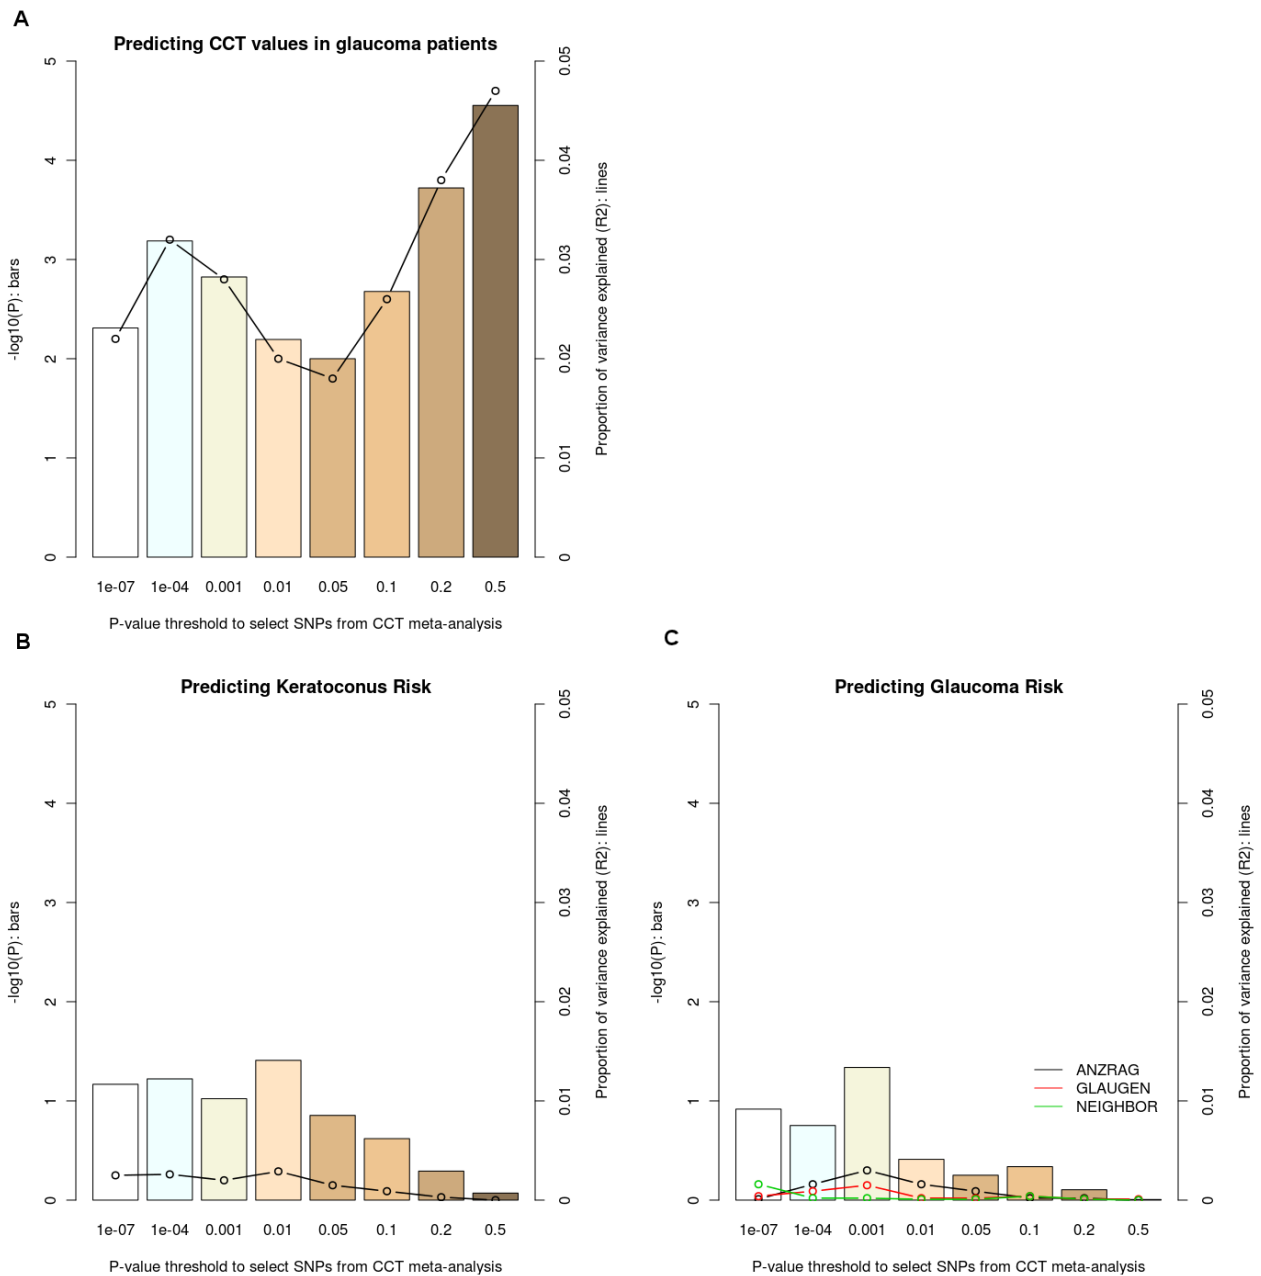 A
Predicting CCT values in glaucoma patients
5
4
3
2
1
0
-log10(P): bars
0.05
0.04
0.03
0.02
0.01
0
Proportion of variance explained (R2): lines
1e-07 1e-04 0.001 0.01 0.05 0.1 0.2 0.5
P-value threshold to select SNPs from CCT meta-analysis
B
Predicting Keratoconus Risk
5
4
3
2
1
0
-log10(P): bars
0.05
0.04
0.03
0.02
0.01
0
Proportion of variance explained (R2): lines
1e-07 1e-04 0.001 0.01 0.05 0.1 0.2 0.5
P-value threshold to select SNPs from CCT meta-analysis
C
Predicting Glaucoma Risk
5
4
3
2
1
0
-log10(P): bars
0.05
0.04
0.03
0.02
0.01
0
Proportion of variance explained (R2): lines
ANZRAG
GLAUGEN
NEIGHBOR
1e-07 1e-04 0.001 0.01 0.05 0.1 0.2 0.5
P-value threshold to select SNPs from CCT meta-analysis